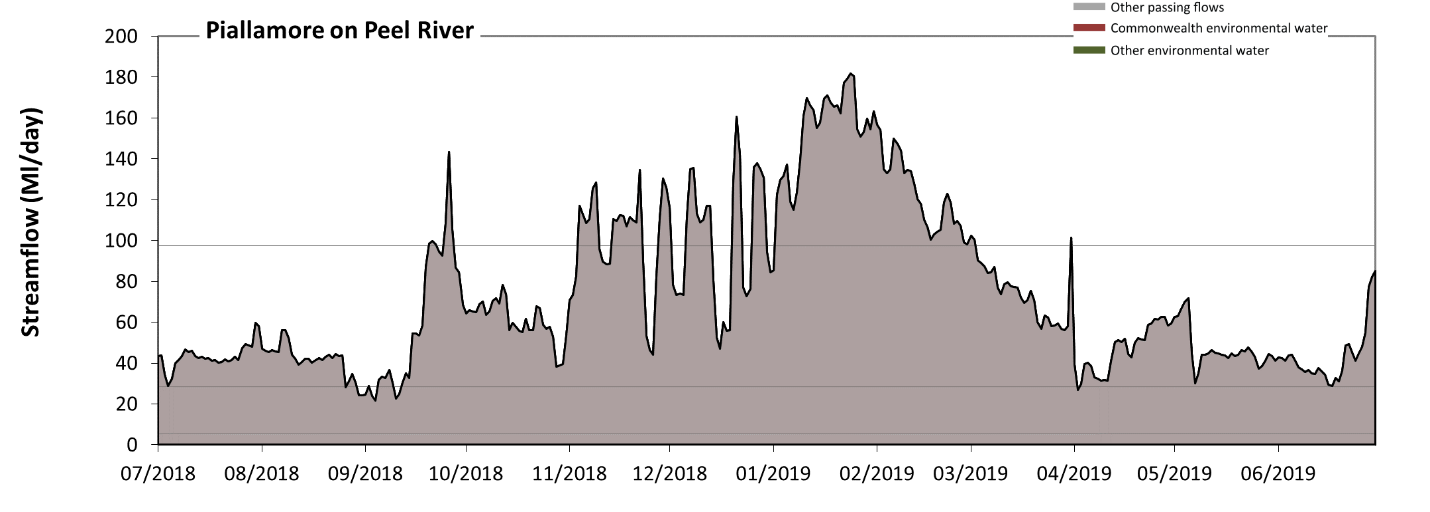 Other passing flows
Piallamore on Peel River
Commonwealth environmental water
Other environmental water
Streamflow (Ml/day)
200
180
160
140
120
100
80
60
40
20
0
07/2018 08/2018 09/2018 10/2018 11/2018 12/2018 01/2019 02/2019 03/2019 04/2019 05/2019 06/2019